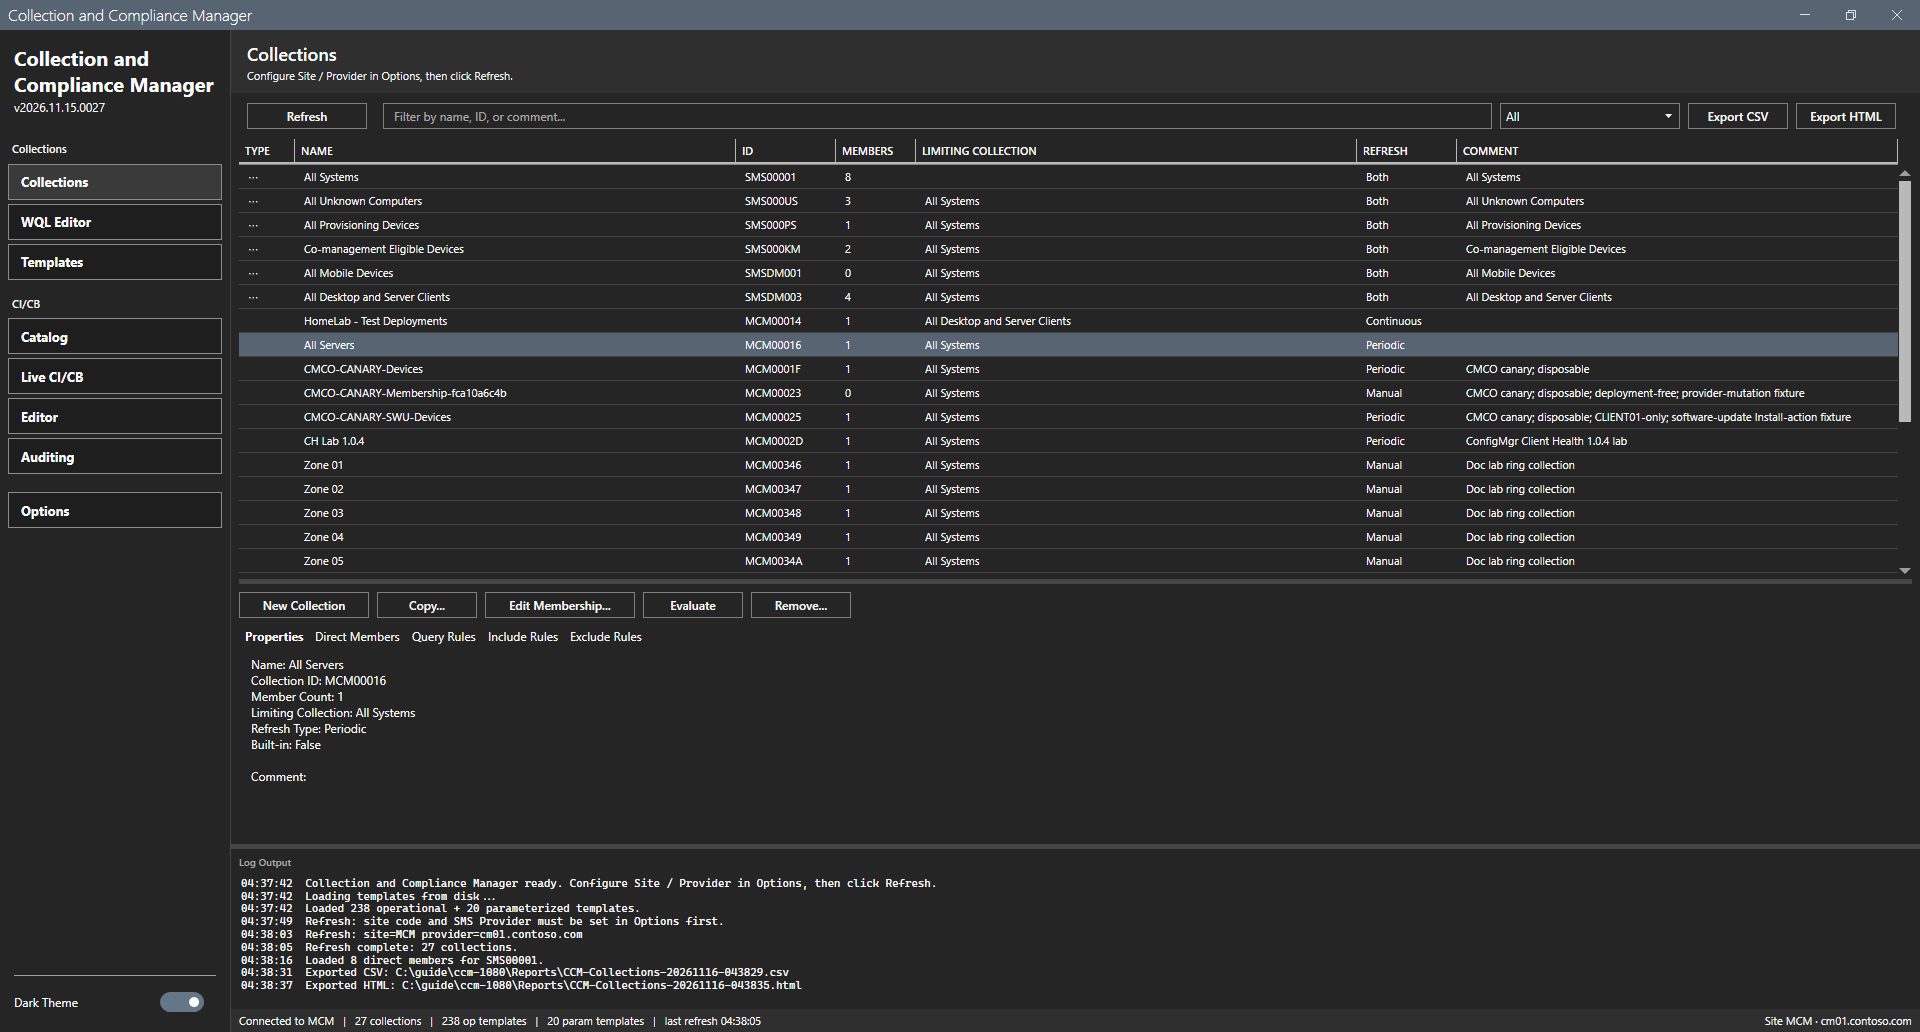 Collection and Compliance Manager
Collection and
Compliance Manager
v2026.11.15.0027
Collections
Collections
WQL Editor
Templates
CI/CB
Catalog
Live CI/CB
Editor
Auditing
Options
Dark Theme
Collections
Configure Site / Provider in Options, then click Refresh.
Refresh Filter by name, ID, or comment... All Export CSV Export HTML
TYPE NAME ID MEMBERS LIMITING COLLECTION REFRESH COMMENT
... All Systems SMS00001 8 Both All Systems
... All Unknown Computers SMS000US 3 All Systems Both All Unknown Computers
... All Provisioning Devices SMS000PS 1 All Systems Both All Provisioning Devices
... Co-management Eligible Devices SMS000KM 2 All Systems Both Co-management Eligible Devices
... All Mobile Devices SMSDM001 0 All Systems Both All Mobile Devices
... All Desktop and Server Clients SMSDM003 4 All Systems Both All Desktop and Server Clients
HomeLab - Test Deployments MCM00014 1 All Desktop and Server Clients Continuous
All Servers MCM00016 1 All Systems Periodic
CMCO-CANARY-Devices MCM0001F 1 All Systems Periodic CMCO canary; disposable
CMCO-CANARY-Membership-fca10a6c4b MCM00023 0 All Systems Manual CMCO canary; disposable; deployment-free; provider-mutation fixture
CMCO-CANARY-SWU-Devices MCM00025 1 All Systems Periodic CMCO canary; disposable; CLIENT01-only; software-update Install-action fixture
CH Lab 1.0.4 MCM0002D 1 All Systems Periodic ConfigMgr Client Health 1.0.4 lab
Zone 01 MCM00346 1 All Systems Manual Doc lab ring collection
Zone 02 MCM00347 1 All Systems Manual Doc lab ring collection
Zone 03 MCM00348 1 All Systems Manual Doc lab ring collection
Zone 04 MCM00349 1 All Systems Manual Doc lab ring collection
Zone 05 MCM0034A 1 All Systems Manual Doc lab ring collection
New Collection Copy... Edit Membership... Evaluate Remove...
Properties Direct Members Query Rules Include Rules Exclude Rules
Name: All Servers
Collection ID: MCM00016
Member Count: 1
Limiting Collection: All Systems
Refresh Type: Periodic
Built-in: False
Comment:
Log Output
04:37:42 Collection and Compliance Manager ready. Configure Site / Provider in Options, then click Refresh.
04:37:42 Loading templates from disk...
04:37:42 Loaded 238 operational + 20 parameterized templates.
04:37:49 Refresh: site code and SMS Provider must be set in Options first.
04:38:03 Refresh: site=MCM provider=cm01.contoso.com
04:38:05 Refresh complete: 27 collections.
04:38:16 Loaded 8 direct members for SMS00001.
04:38:31 Exported CSV: C:\guide\ccm-1080\Reports\CCM-Collections-20261116-043829.csv
04:38:37 Exported HTML: C:\guide\ccm-1080\Reports\CCM-Collections-20261116-043835.html
Connected to MCM | 27 collections | 238 op templates | 20 param templates | last refresh 04:38:05 Site MCM · cm01.contoso.com